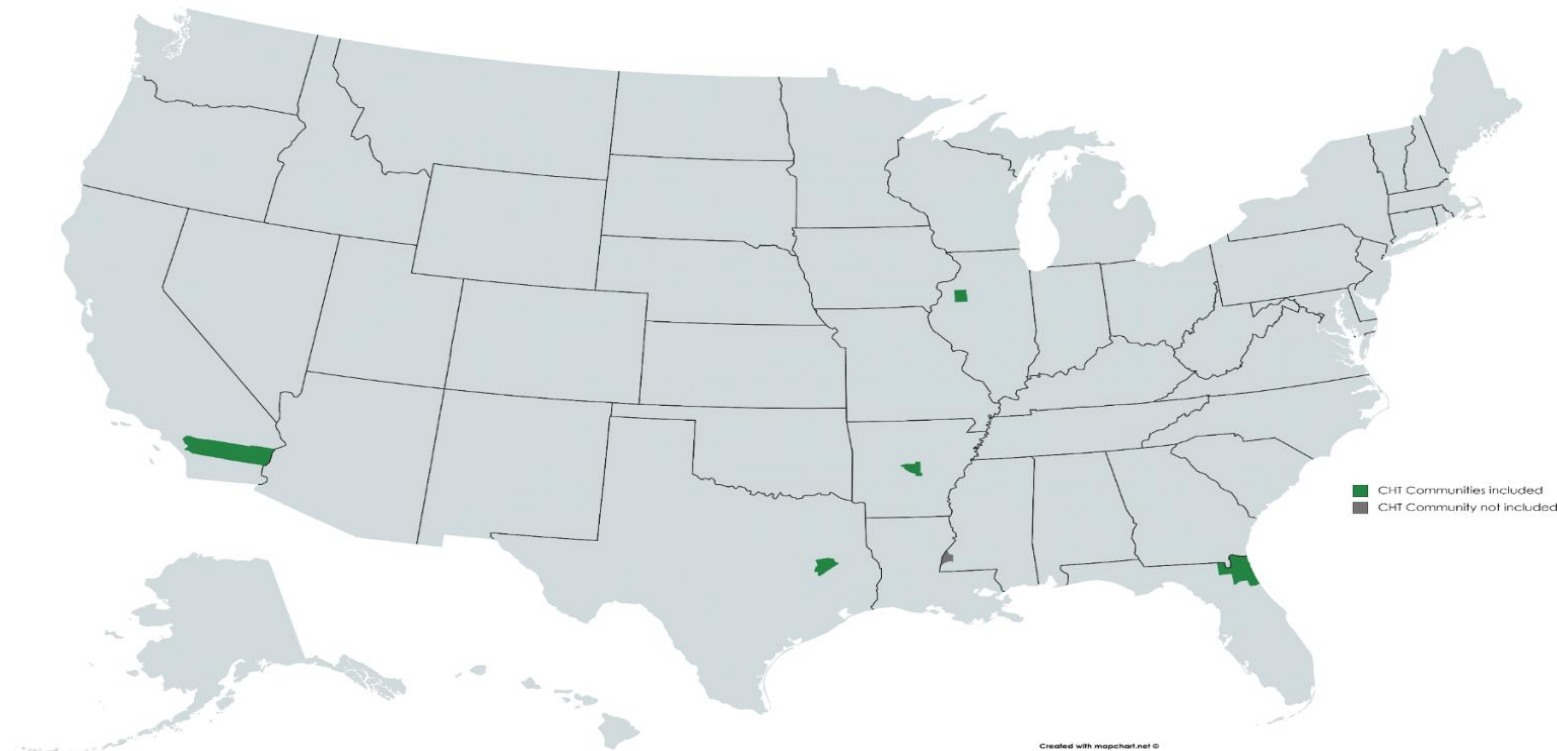 CHT Communities included
CHT Community not included
Created with mapchart.net ©